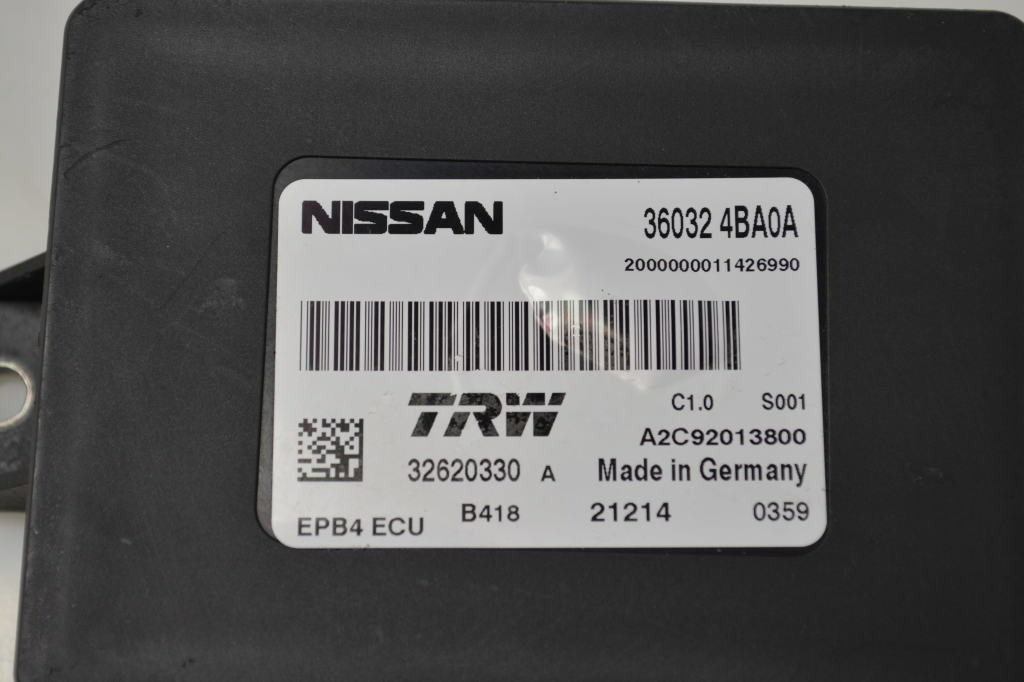 NISSAN 36032 4BA0A
2000000011426990
TRW C1.0 S001
A2C92013800
32620330 A Made in Germany
EPB4 ECU B418 21214 0359